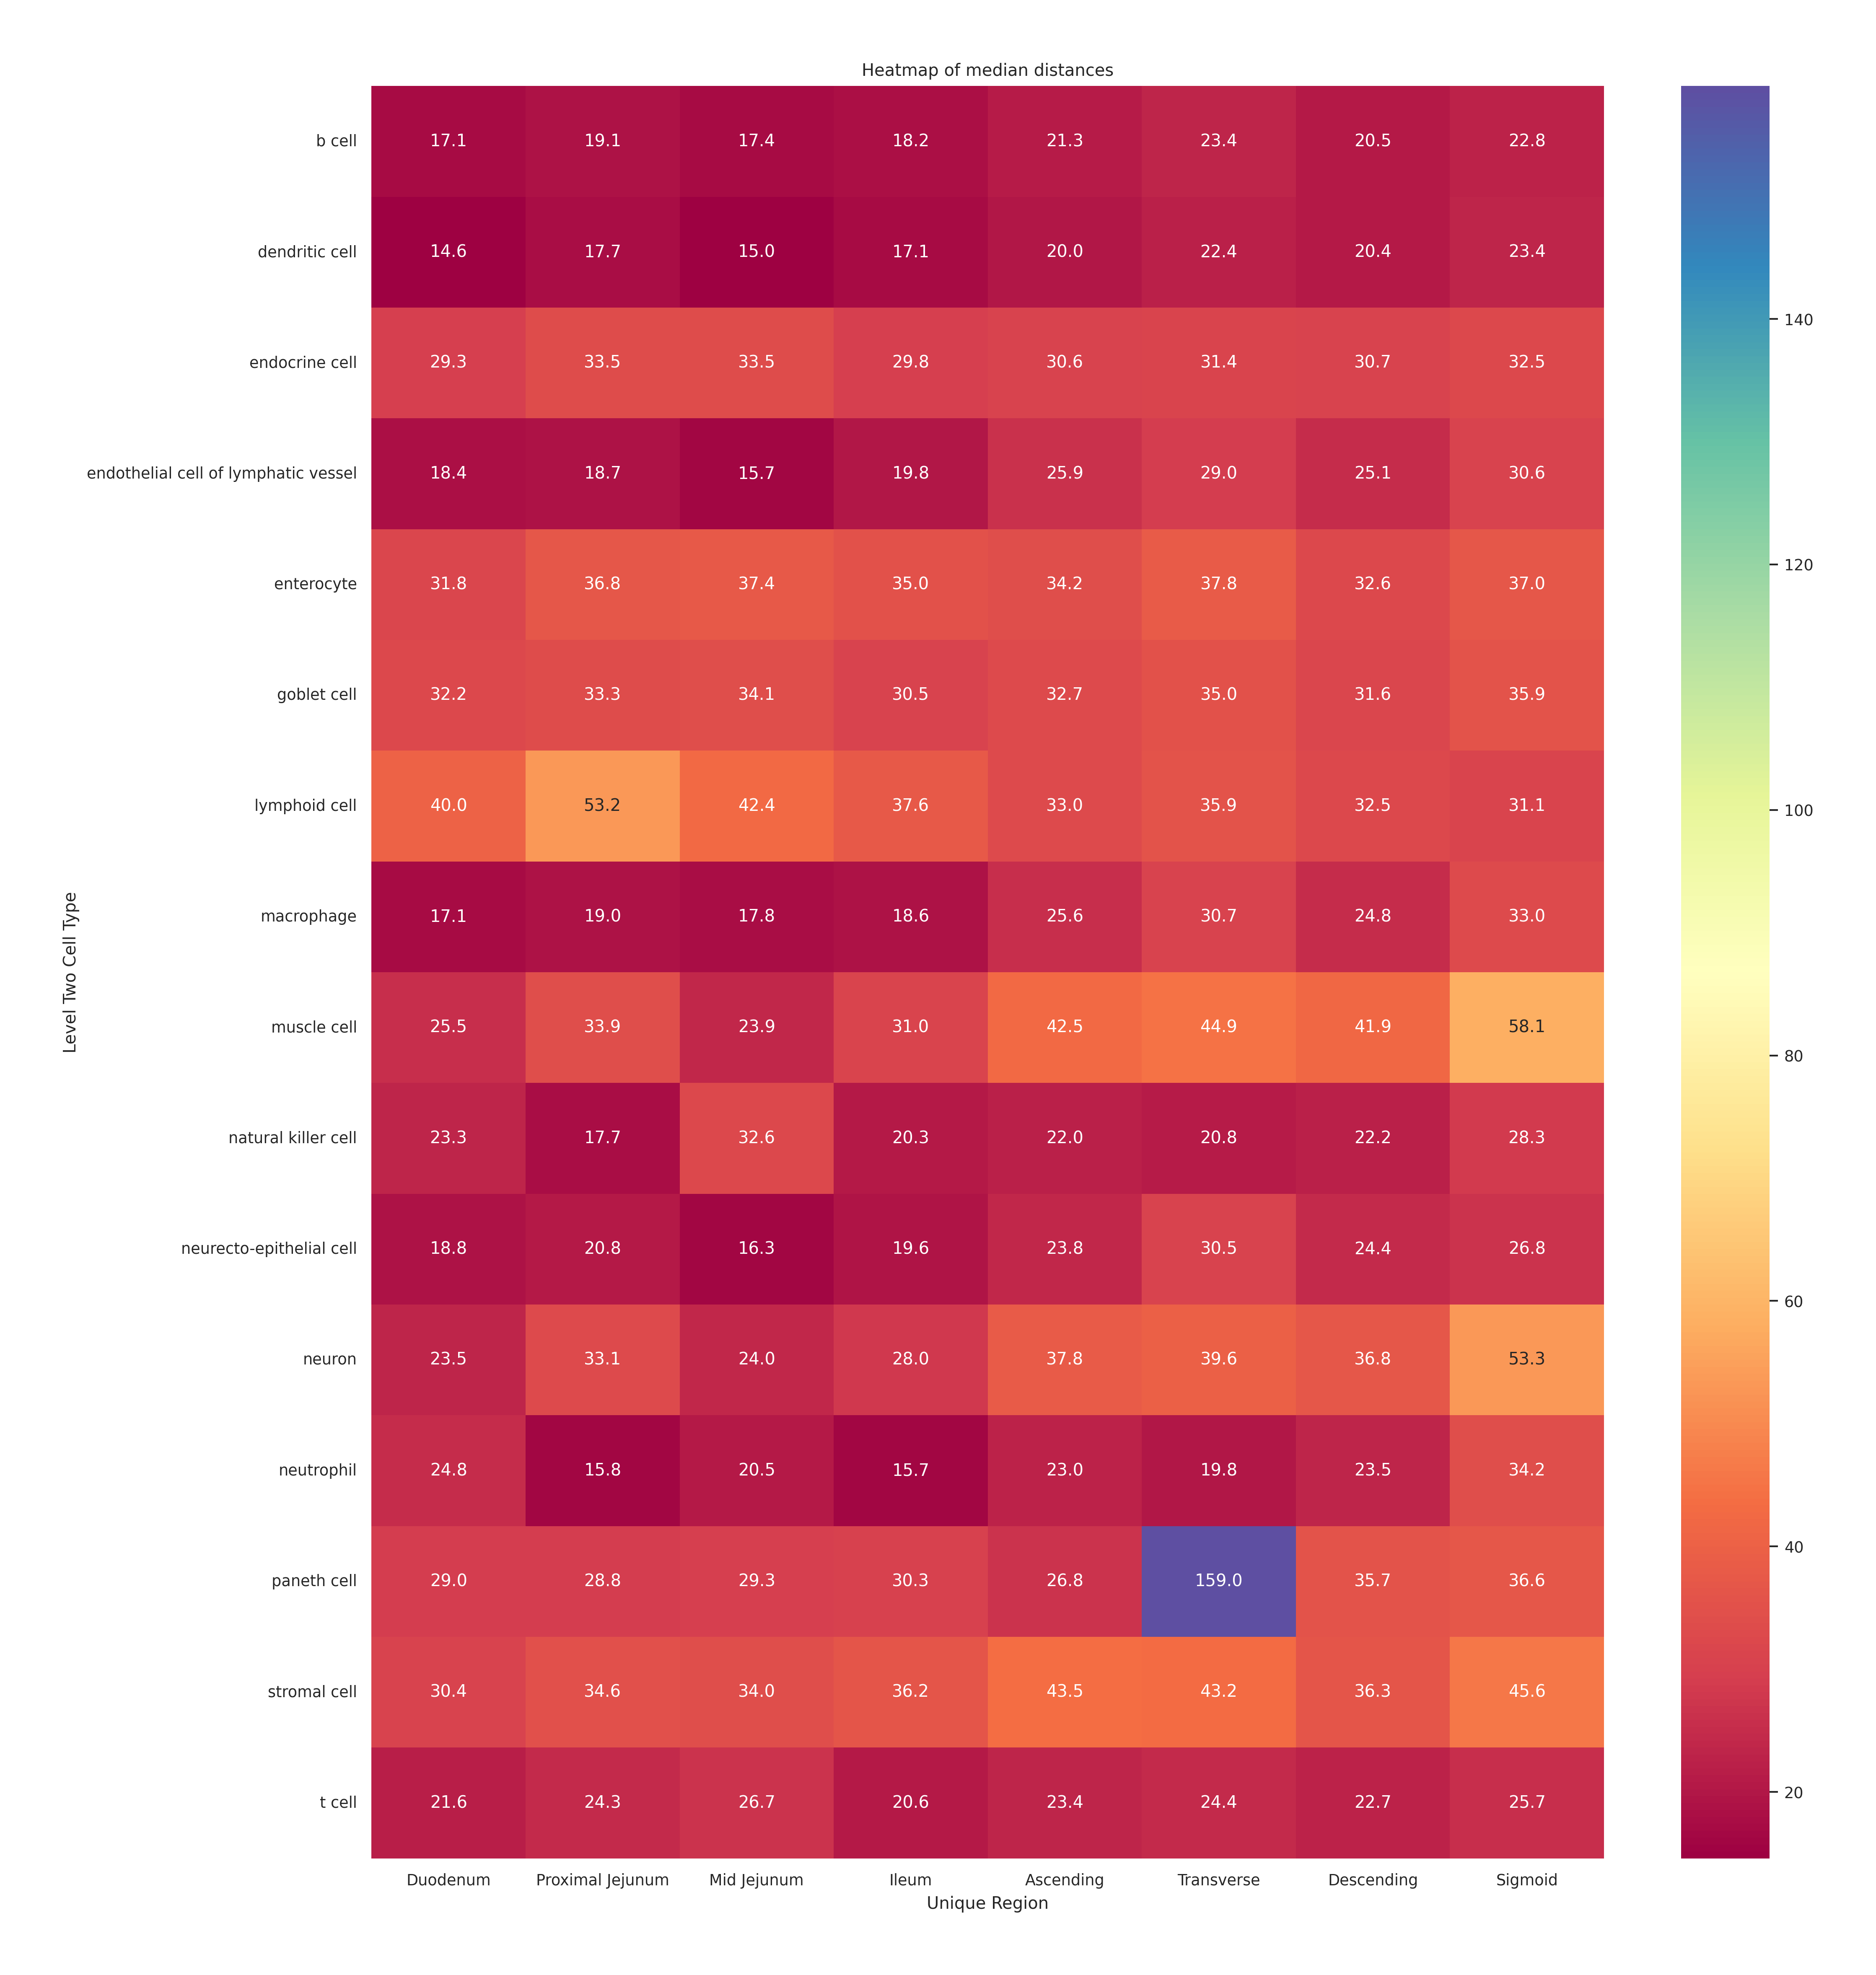 Heatmap of median distances
b cell 17.1 19.1 17.4 18.2 21.3 23.4 20.5 22.8
dendritic cell 14.6 17.7 15.0 17.1 20.0 22.4 20.4 23.4
endocrine cell 29.3 33.5 33.5 29.8 30.6 31.4 30.7 32.5
endothelial cell of lymphatic vessel 18.4 18.7 15.7 19.8 25.9 29.0 25.1 30.6
enterocyte 31.8 36.8 37.4 35.0 34.2 37.8 32.6 37.0
goblet cell 32.2 33.3 34.1 30.5 32.7 35.0 31.6 35.9
lymphoid cell 40.0 53.2 42.4 37.6 33.0 35.9 32.5 31.1
macrophage 17.1 19.0 17.8 18.6 25.6 30.7 24.8 33.0
muscle cell 25.5 33.9 23.9 31.0 42.5 44.9 41.9 58.1
natural killer cell 23.3 17.7 32.6 20.3 22.0 20.8 22.2 28.3
neurecto-epithelial cell 18.8 20.8 16.3 19.6 23.8 30.5 24.4 26.8
neuron 23.5 33.1 24.0 28.0 37.8 39.6 36.8 53.3
neutrophil 24.8 15.8 20.5 15.7 23.0 19.8 23.5 34.2
paneth cell 29.0 28.8 29.3 30.3 26.8 159.0 35.7 36.6
stromal cell 30.4 34.6 34.0 36.2 43.5 43.2 36.3 45.6
t cell 21.6 24.3 26.7 20.6 23.4 24.4 22.7 25.7
Duodenum Proximal Jejunum Mid Jejunum Ileum Ascending Transverse Descending Sigmoid
Unique Region
Level Two Cell Type
140
120
100
80
60
40
20